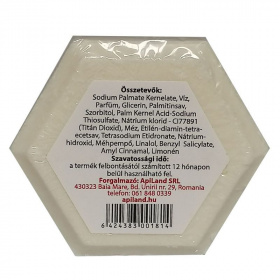 Összetevők:
Sodium Palmate Kernelate, Víz,
Parfüm, Glicerin, Palmitinsav,
Szorbitol, Parm Kernel Acid-Sodium
Thiosulfate, Nátrium klorid - CI77891
(Titán Dioxid), Méz, Etilén-diamin-tetra-
ecetsav, Tetrasodium Etidronate, Nátrium-
hidroxid, Méhpempő, Linalol, Benzyl Salicylate,
Amyl Cinnamal, Limonén
Szavatossági idő:
a termék felbontásától számított 12 hónapon
belül használható fel.
Forgalmazó: ApiLand SRL
430323 Baia Mare, Bd. Unirii nr. 29, Romania
telefon: 061 848 0339
apiland.hu
6 424383 001814